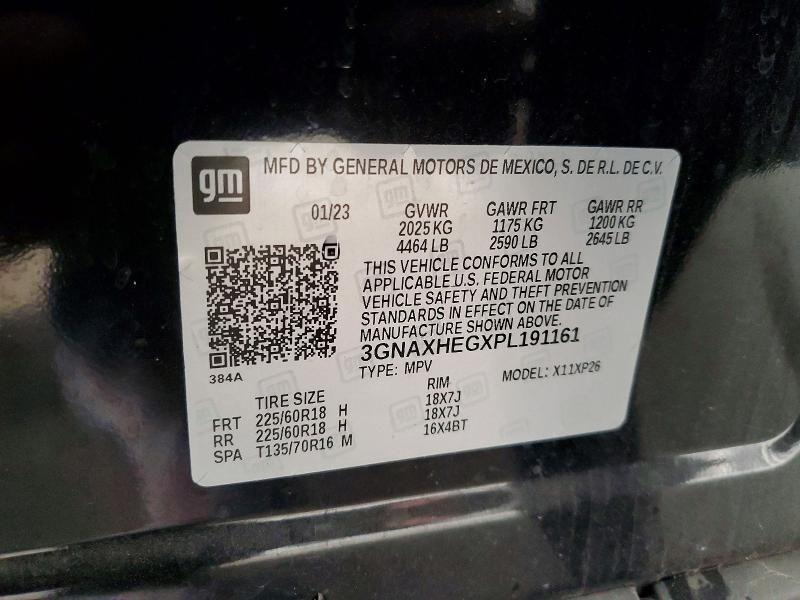 gm
MFD BY GENERAL MOTORS DE MEXICO, S. DE R.L. DE C.V.
01/23 GVWR GAWR FRT GAWR RR
2025 KG 1175 KG 1200 KG
4464 LB 2590 LB 2645 LB
THIS VEHICLE CONFORMS TO ALL
APPLICABLE U.S. FEDERAL MOTOR
VEHICLE SAFETY AND THEFT PREVENTION
STANDARDS IN EFFECT ON THE DATE OF
MANUFACTURE SHOWN ABOVE.
3GNAXHEGXPL191161
TYPE: MPV MODEL: X11XP26
384A
TIRE SIZE RIM
FRT 225/60R18 H 18X7J
RR 225/60R18 H 18X7J
SPA T135/70R16 M 16X4BT